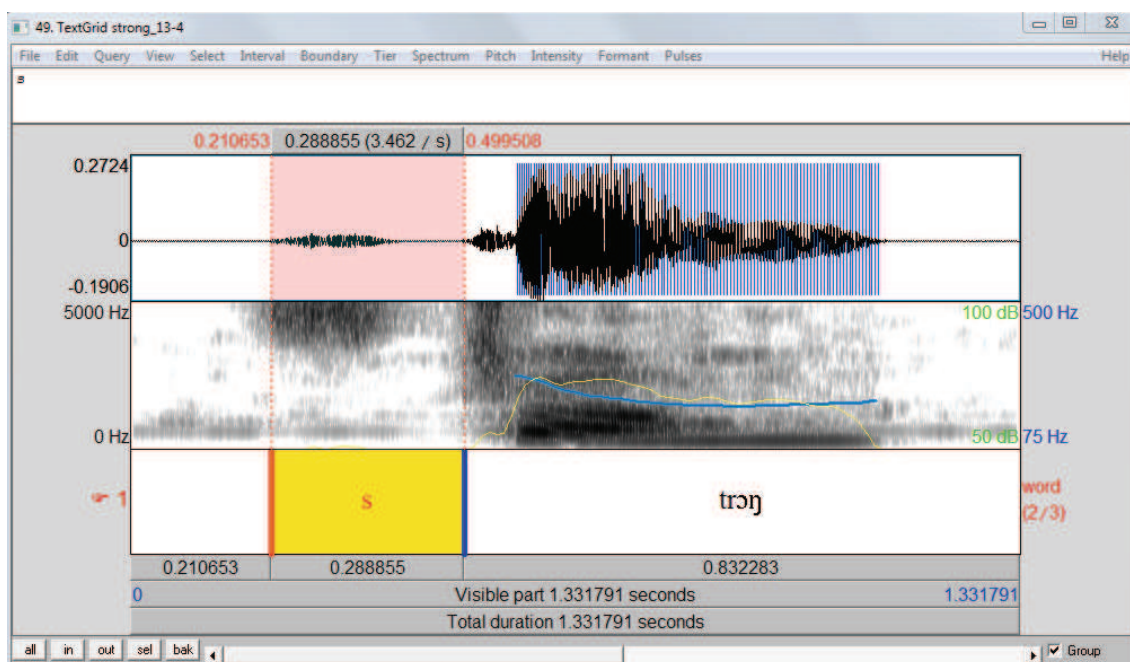 49. TextGrid strong_13-4
File Edit Query View Select Interval Boundary Tier Spectrum Pitch Intensity Formant Pulses Help
s
0.210653 0.288855 (3.462 / s) 0.499508
0.2724
0
-0.1906
5000 Hz 100 dB 500 Hz
0 Hz 50 dB 75 Hz
☞ 1 s trɔŋ word
(2/3)
0.210653 0.288855 0.832283
0 Visible part 1.331791 seconds 1.331791
Total duration 1.331791 seconds
all in out sel bak Group